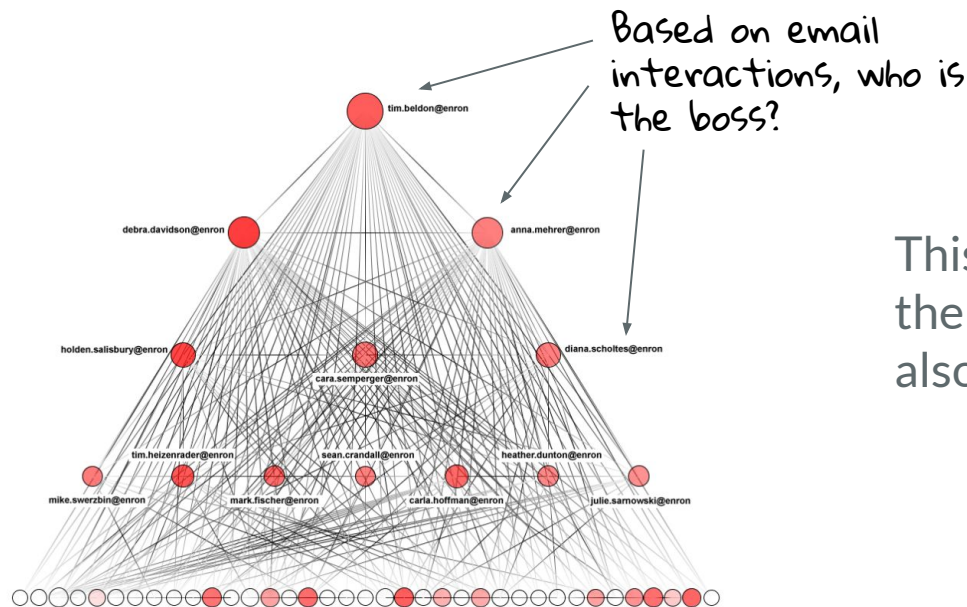 Based on email
interactions, who is
the boss?
tim.beldon@enron
debra.davidson@enron
anna.mehrer@enron
This
the
also
holden.salisbury@enron
diana.scholtes@enron
cara.semperger@enron
tim.heizenrader@enron
sean.crandall@enron
heather.dunton@enron
mike.swerzbin@enron
mark.fischer@enron
carla.hoffman@enron
julie.sarnowski@enron